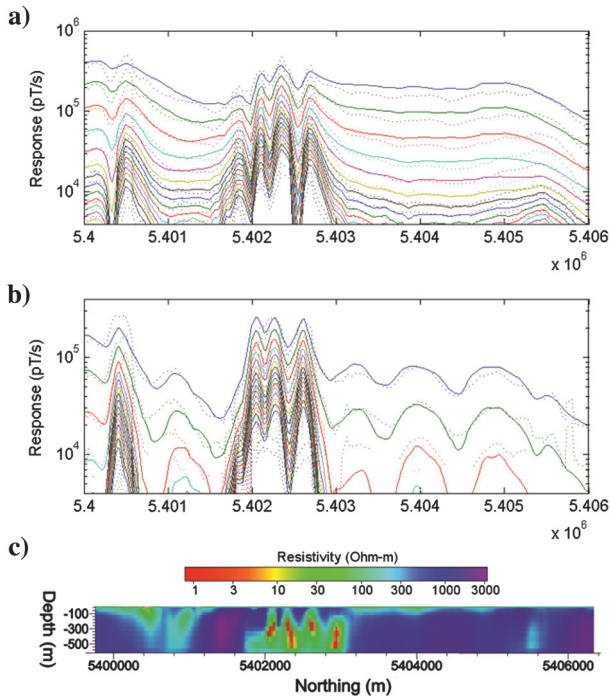 a)
10^6
10^5
10^4
Response (pT/s)
5.4 5.401 5.402 5.403 5.404 5.405 5.406
x 10^6
b)
10^5
10^4
Response (pT/s)
5.4 5.401 5.402 5.403 5.404 5.405 5.406
x 10^6
c)
Resistivity (Ohm-m)
1 3 10 30 100 300 1000 3000
Depth (m)
-100
-300
-500
5400000 5402000 5404000 5406000
Northing (m)